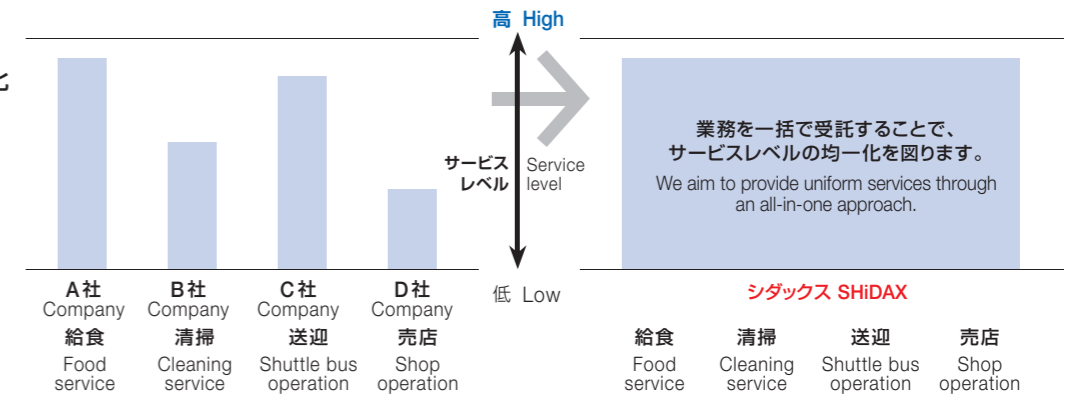 高 High
サービス
レベル
Service
level
低 Low
A社
Company
給食
Food
service
B社
Company
清掃
Cleaning
service
C社
Company
送迎
Shuttle bus
operation
D社
Company
売店
Shop
operation
業務を一括で受託することで、
サービスレベルの均一化を図ります。
We aim to provide uniform services through
an all-in-one approach.
シダックス SHiDAX
給食
Food
service
清掃
Cleaning
service
送迎
Shuttle bus
operation
売店
Shop
operation